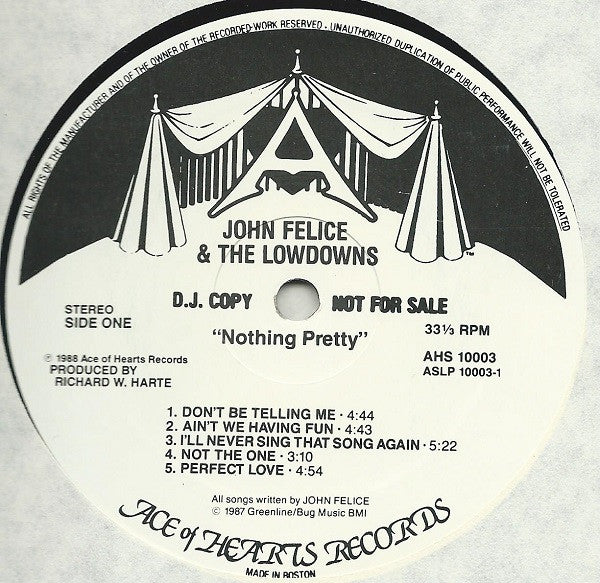 ALL RIGHTS OF THE MANUFACTURER AND OF THE OWNER OF THE RECORDED WORK RESERVED - UNAUTHORIZED DUPLICATION OF PUBLIC PERFORMANCE WILL NOT BE TOLERATED
A
TM
JOHN FELICE
& THE LOWDOWNS
D.J. COPY NOT FOR SALE
STEREO
SIDE ONE
"Nothing Pretty"
33⅓ RPM
℗ 1988 Ace of Hearts Records
PRODUCED BY
RICHARD W. HARTE
AHS 10003
ASLP 10003-1
1. DON'T BE TELLING ME · 4:44
2. AIN'T WE HAVING FUN · 4:43
3. I'LL NEVER SING THAT SONG AGAIN · 5:22
4. NOT THE ONE · 3:10
5. PERFECT LOVE · 4:54
All songs written by JOHN FELICE
© 1987 Greenline/Bug Music BMI
ACE of HEARTS RECORDS
MADE IN BOSTON